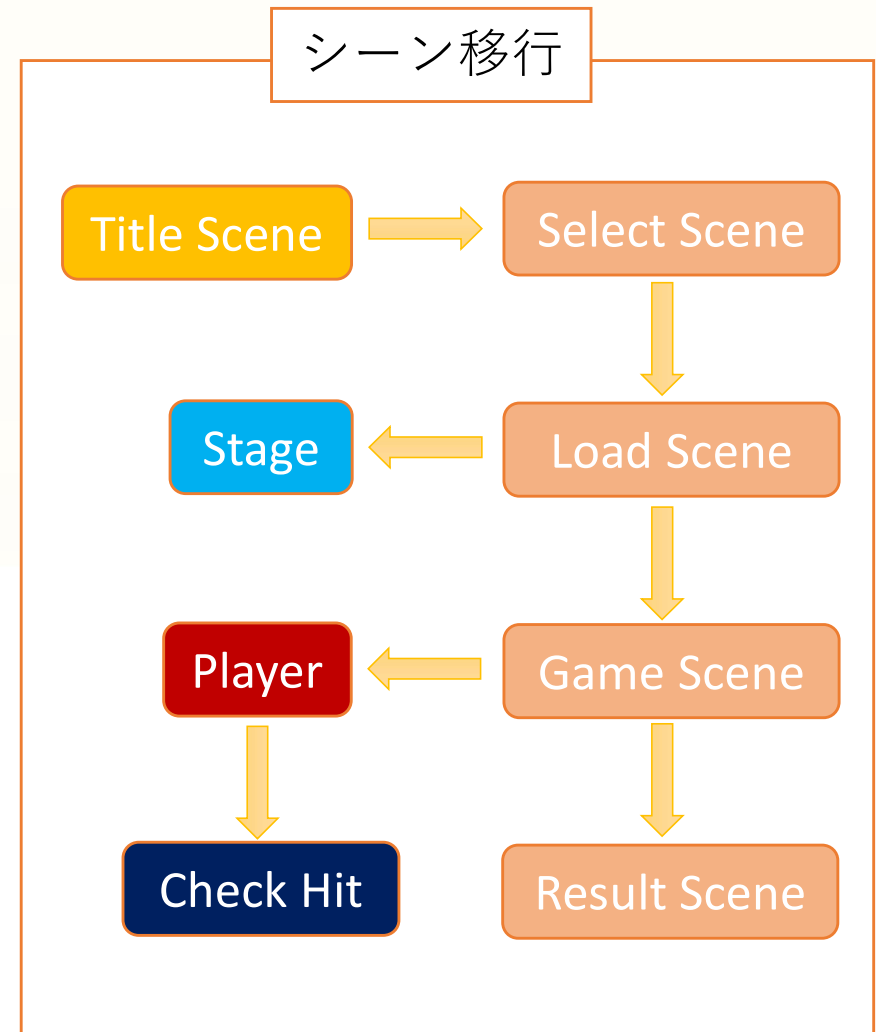 シーン移行
Title Scene
Select Scene
Stage
Load Scene
Player
Game Scene
Check Hit
Result Scene